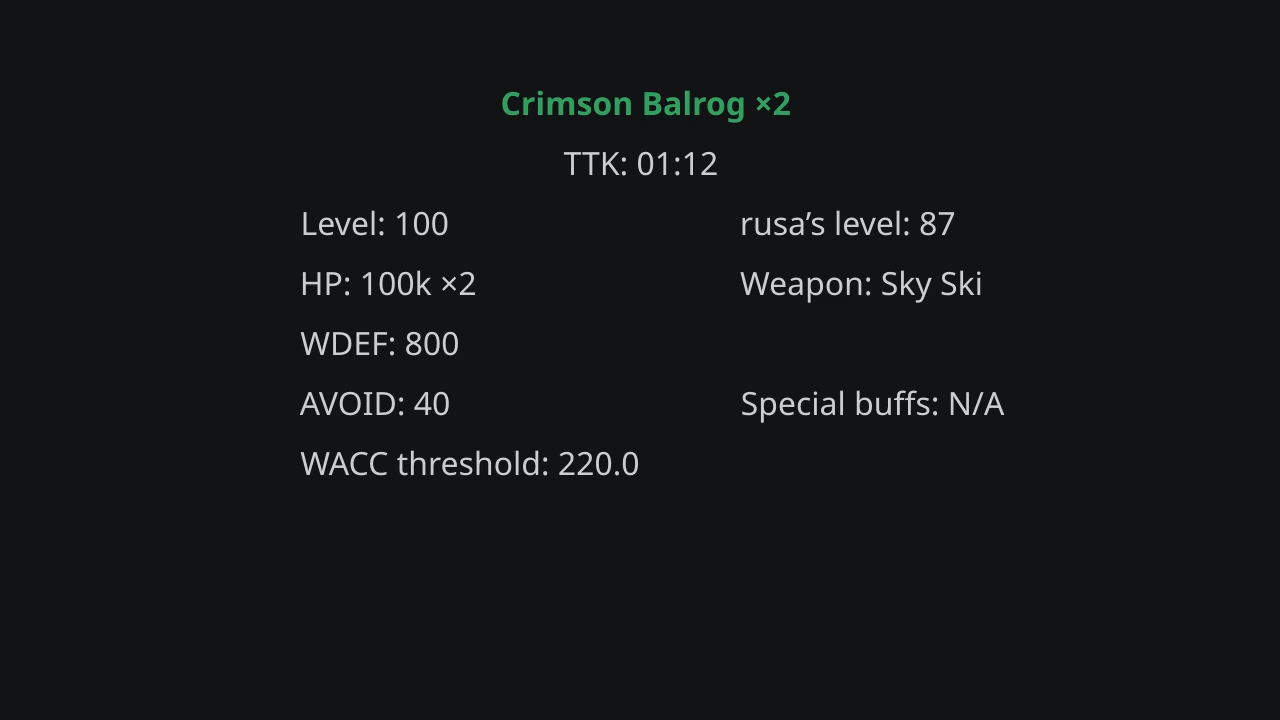 Crimson Balrog ×2
TTK: 01:12
Level: 100
rusa’s level: 87
HP: 100k ×2
Weapon: Sky Ski
WDEF: 800
AVOID: 40
Special buffs: N/A
WACC threshold: 220.0